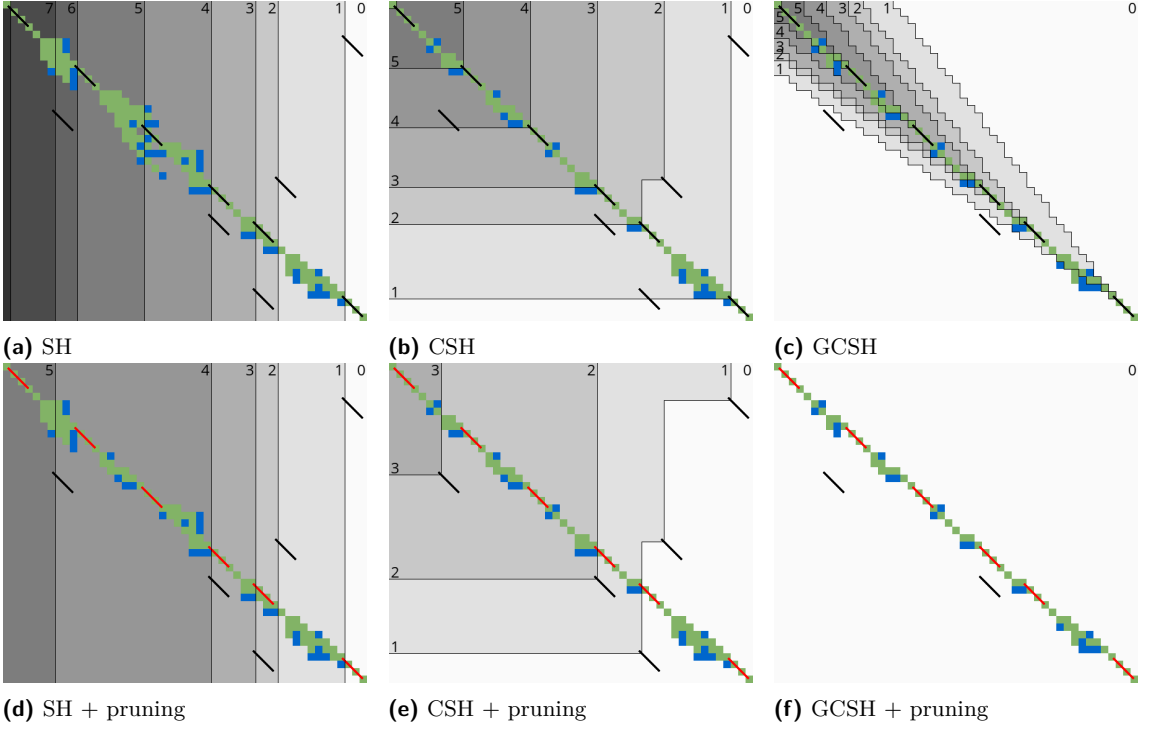 7 6 5 4 3 2 1 0
5 4 3 2 1 0
5
4
3
2
1
5 4 3 2 1 0
5
4
3
2
1
(a) SH
(b) CSH
(c) GCSH
5 4 3 2 1 0
3 2 1 0
3
2
1
0
(d) SH + pruning
(e) CSH + pruning
(f) GCSH + pruning